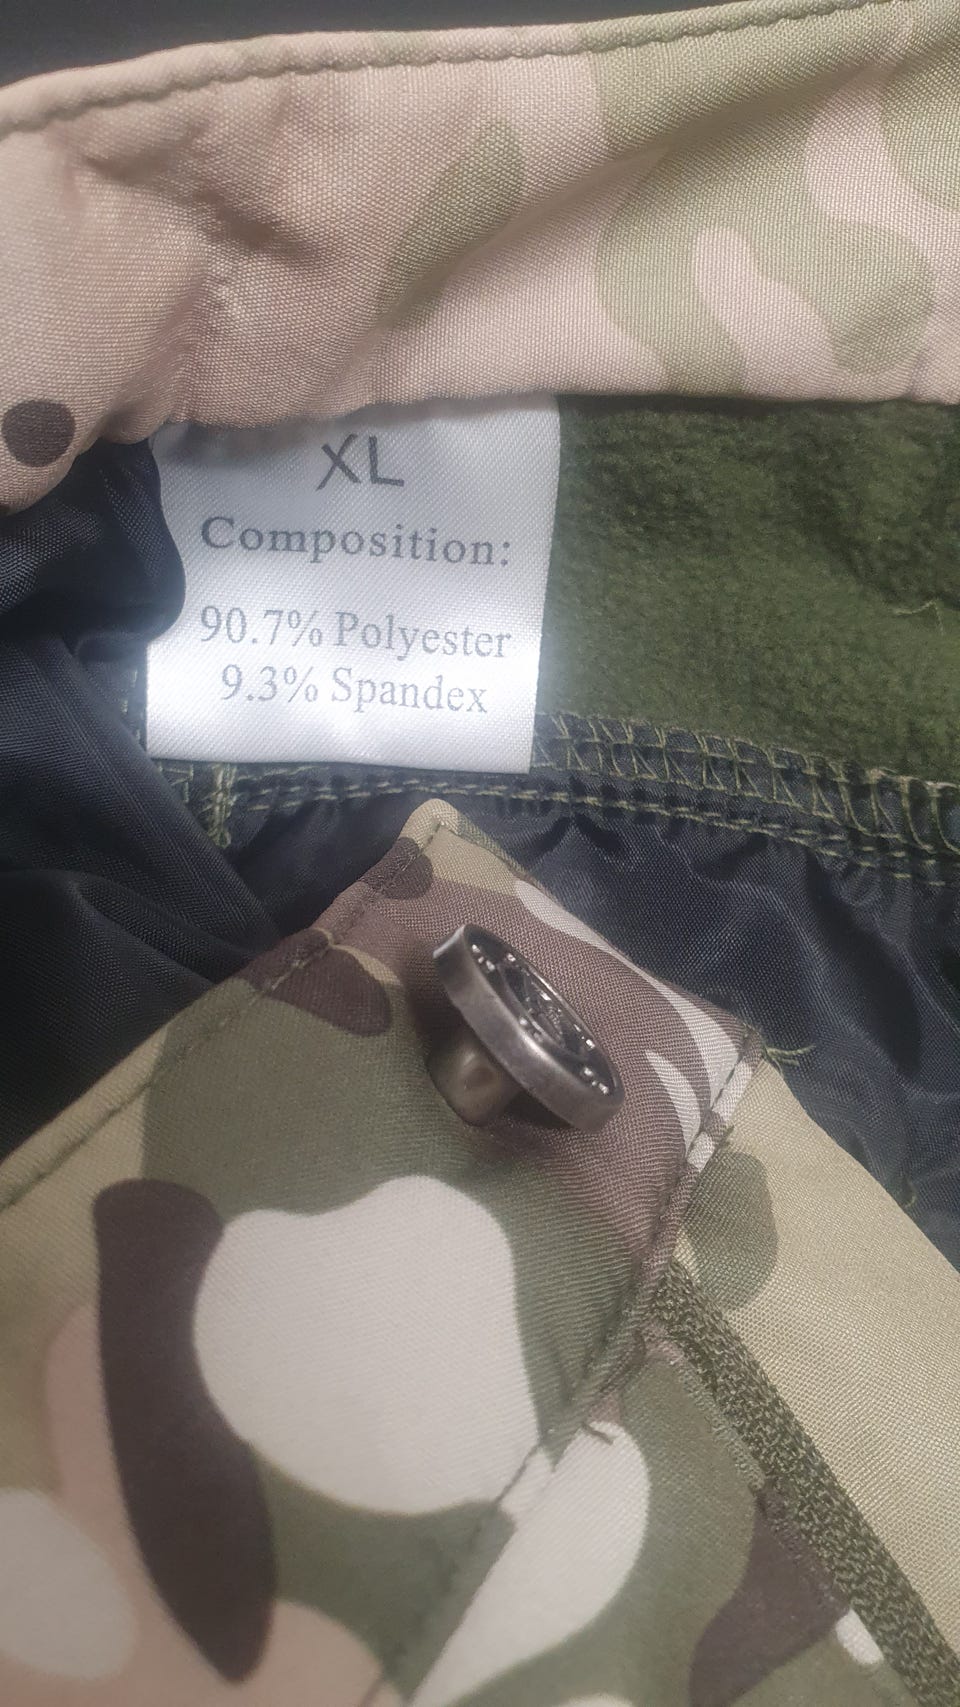 XL
Composition:
90.7% Polyester
9.3% Spandex